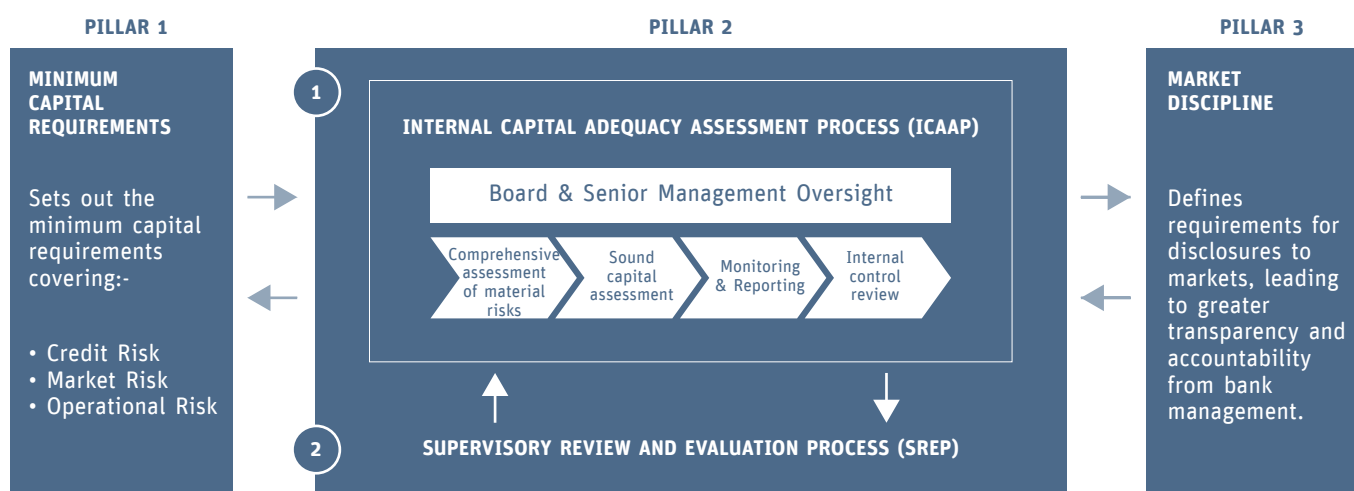 PILLAR 1
MINIMUM
CAPITAL
REQUIREMENTS
Sets out the
minimum capital
requirements
covering:-
• Credit Risk
• Market Risk
• Operational Risk
PILLAR 2
1
INTERNAL CAPITAL ADEQUACY ASSESSMENT PROCESS (ICAAP)
Board & Senior Management Oversight
Comprehensive
assessment
of material
risks
Sound
capital
assessment
Monitoring
& Reporting
Internal
control
review
2
SUPERVISORY REVIEW AND EVALUATION PROCESS (SREP)
PILLAR 3
MARKET
DISCIPLINE
Defines
requirements for
disclosures to
markets, leading
to greater
transparency and
accountability
from bank
management.